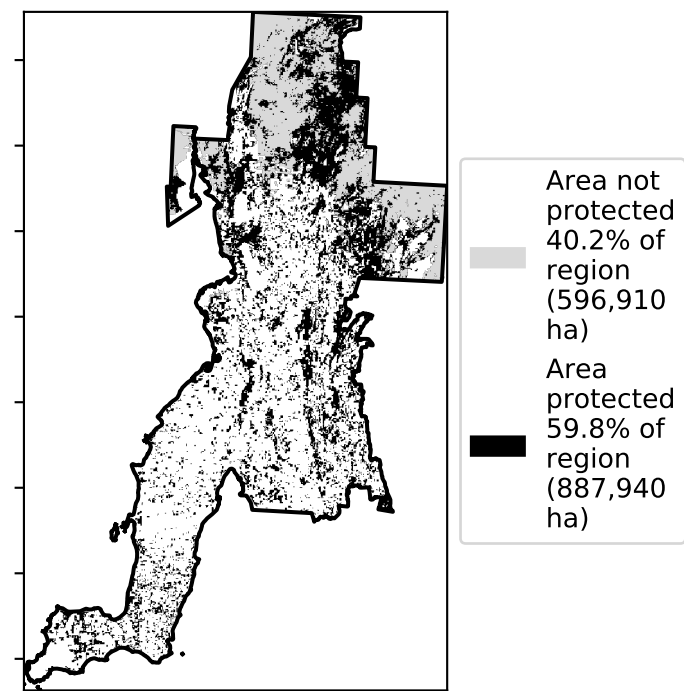 Area not
protected
40.2% of
region
(596,910
ha)
Area
protected
59.8% of
region
(887,940
ha)